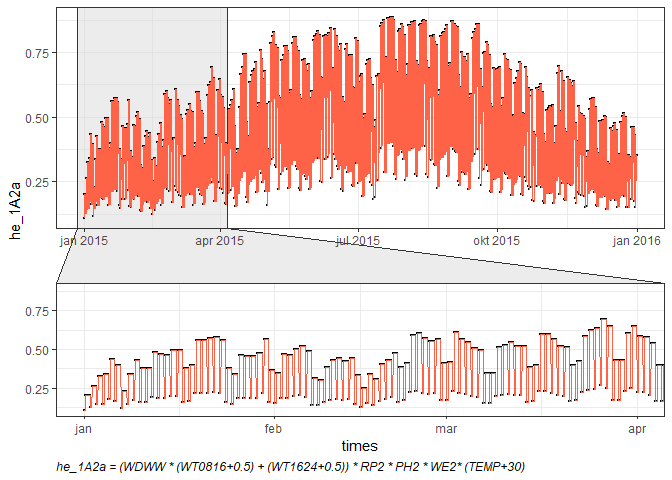 he_1A2a
0.75
0.50
0.25
jan 2015
apr 2015
jul 2015
okt 2015
jan 2016
0.75
0.50
0.25
jan
feb
mar
apr
times
he_1A2a = (WDWW * (WT0816+0.5) + (WT1624+0.5)) * RP2 * PH2 * WE2* (TEMP+30)